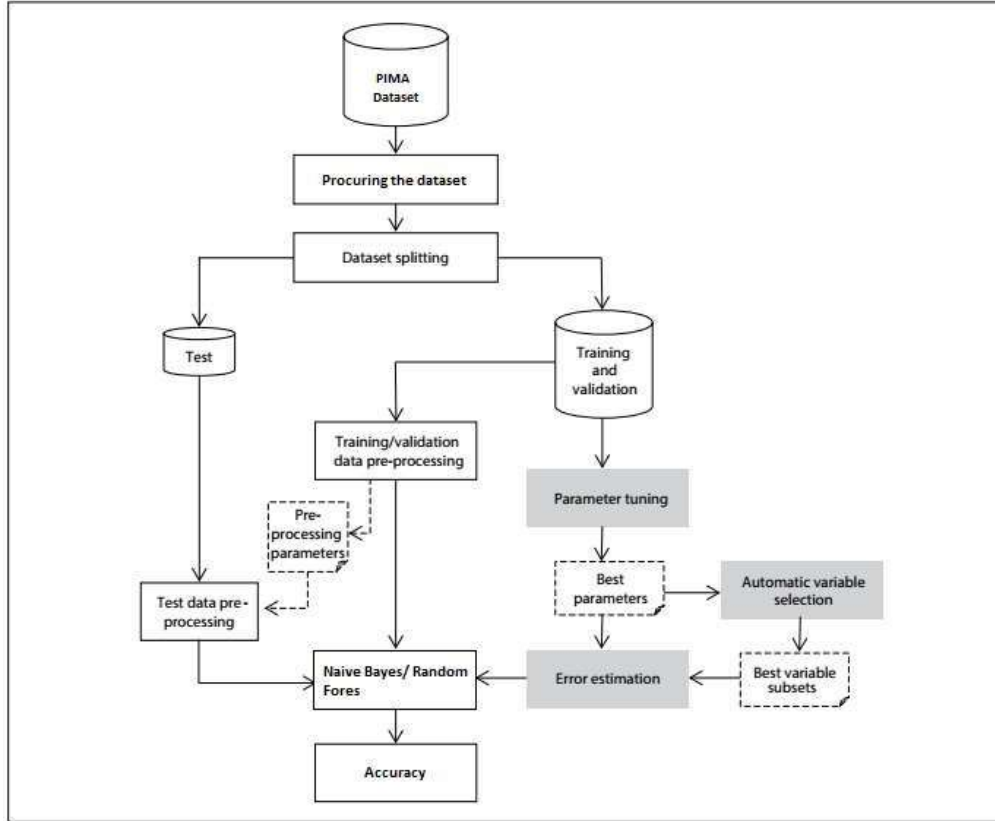 PIMA
Dataset
Procuring the dataset
Dataset splitting
Test
Training
and
validation
Training/validation
data pre-processing
Pre-
processing
parameters
Parameter tuning
Best
parameters
Automatic variable
selection
Test data pre-
processing
Naive Bayes/ Random
Fores
Error estimation
Best variable
subsets
Accuracy